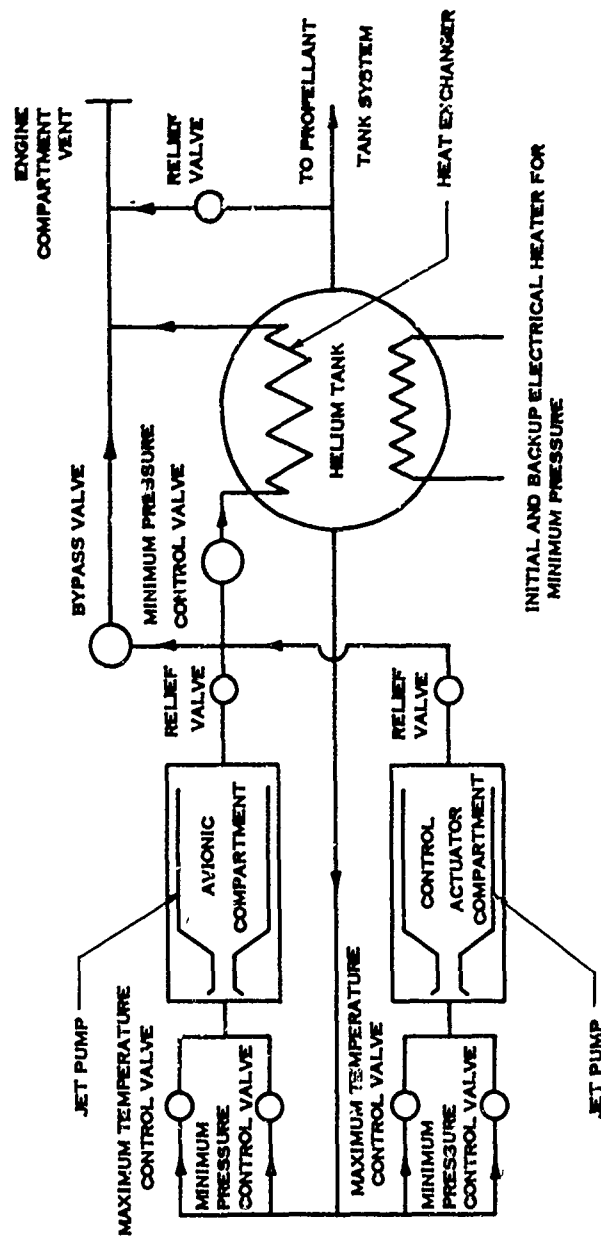 JET PUMP
MAXIMUM TEMPERATURE
CONTROL VALVE
MINIMUM
PRESSURE
CONTROL VALVE
AVIONIC
COMPARTMENT
RELIEF
VALVE
BYPASS VALVE
MINIMUM PRESSURE
CONTROL VALVE
HELIUM TANK
ENGINE
COMPARTMENT
VENT
RELIEF
VALVE
TO PROPELLANT
TANK SYSTEM
HEAT EXCHANGER
MAXIMUM TEMPERATURE
CONTROL VALVE
MINIMUM
PRESSURE
CONTROL VALVE
CONTROL
ACTUATOR
COMPARTMENT
JET PUMP
RELIEF
VALVE
INITIAL AND BACKUP ELECTRICAL HEATER FOR
MINIMUM PRESSURE